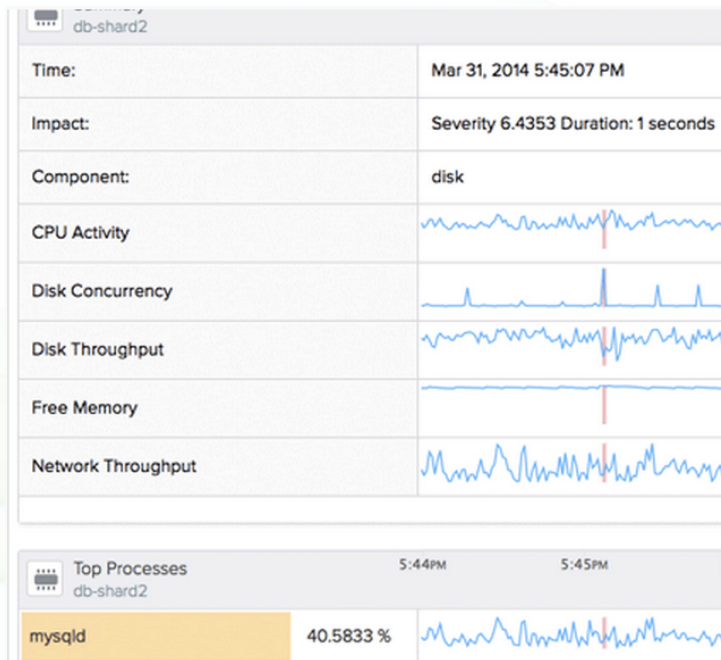 db-shard2
Time: Mar 31, 2014 5:45:07 PM
Impact: Severity 6.4353 Duration: 1 seconds
Component: disk
CPU Activity
Disk Concurrency
Disk Throughput
Free Memory
Network Throughput
Top Processes 5:44PM 5:45PM
db-shard2
mysqld 40.5833 %